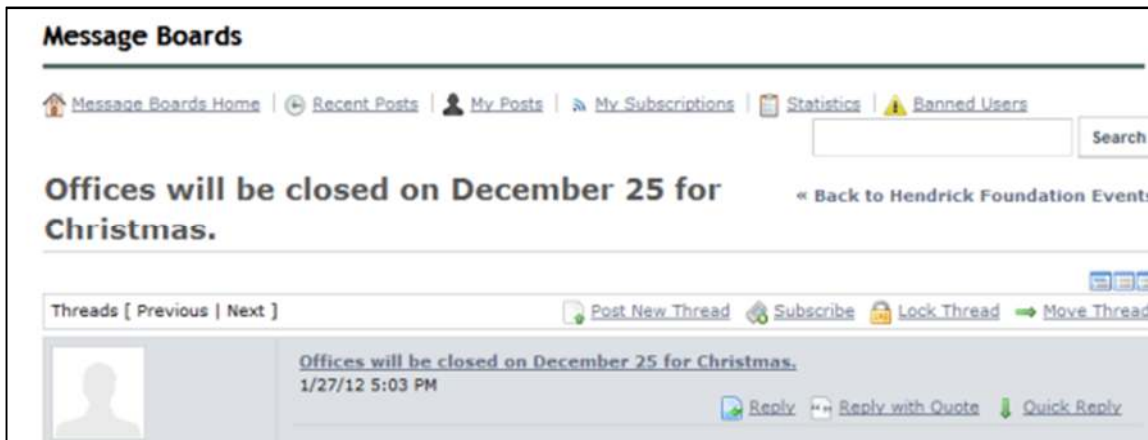 Message Boards
Message Boards Home | Recent Posts | My Posts | My Subscriptions | Statistics | Banned Users
Search
Offices will be closed on December 25 for
Christmas.
« Back to Hendrick Foundation Events
Threads [ Previous | Next ]
Post New Thread Subscribe Lock Thread Move Thread
Offices will be closed on December 25 for Christmas.
1/27/12 5:03 PM
Reply Reply with Quote Quick Reply